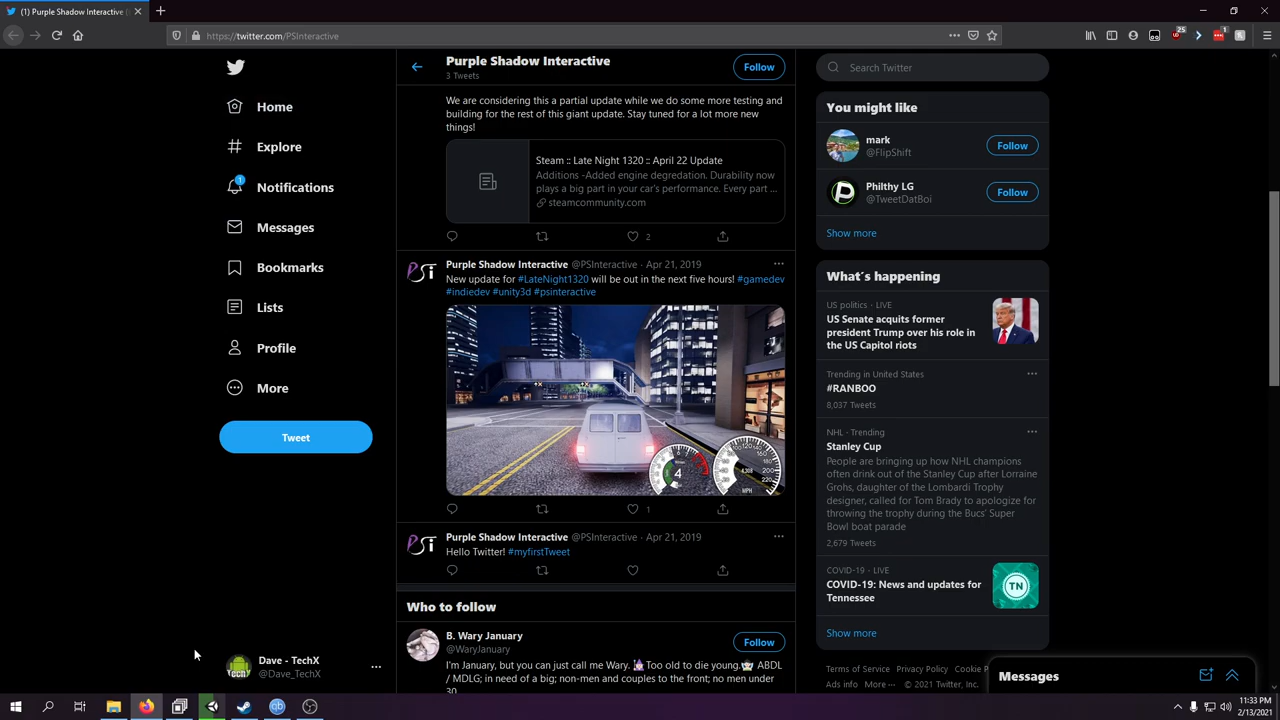 (1) Purple Shadow Interactive (
https://twitter.com/PSInteractive
25
1
Home
Explore
1
Notifications
Messages
Bookmarks
Lists
Profile
More
Tweet
Dave - TechX
@Dave_TechX
Purple Shadow Interactive
3 Tweets
Follow
We are considering this a partial update while we do some more testing and
building for the rest of this giant update. Stay tuned for a lot more new
things!
Steam :: Late Night 1320 :: April 22 Update
Additions -Added engine degredation. Durability now
plays a big part in your car's performance. Every part ...
steamcommunity.com
2
PSi
Purple Shadow Interactive @PSInteractive · Apr 21, 2019
New update for #LateNight1320 will be out in the next five hours! #gamedev
#indiedev #unity3d #psinteractive
4
MPH
1
PSi
Purple Shadow Interactive @PSInteractive · Apr 21, 2019
Hello Twitter! #myfirstTweet
Who to follow
B. Wary January
@WaryJanuary
Follow
I'm January, but you can just call me Wary. Too old to die young. ABDL
/ MDLG; in need of a big; non-men and couples to the front; no men under
30
Search Twitter
You might like
mark
@FlipShift
Follow
Philthy LG
@TweetDatBoi
Follow
Show more
What's happening
US politics · LIVE
US Senate acquits former
president Trump over his role in
the US Capitol riots
Trending in United States
#RANBOO
8,037 Tweets
NHL · Trending
Stanley Cup
People are bringing up how NHL champions
often drink out of the Stanley Cup after Lorraine
Grohs, daughter of the Lombardi Trophy
designer, called for Tom Brady to apologize for
throwing the trophy during the Bucs' Super
Bowl boat parade
2,679 Tweets
COVID-19 · LIVE
COVID-19: News and updates for
Tennessee
TN
Show more
Terms of Service Privacy Policy Cookie P
Ads info More ··· © 2021 Twitter, Inc.
Messages
11:33 PM
2/13/2021